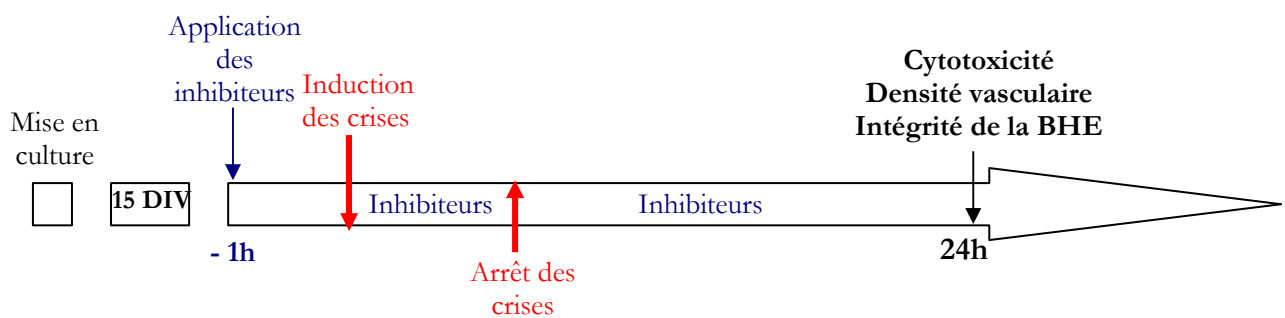 Application
des
inhibiteurs
Induction
des crises
Cytotoxicité
Densité vasculaire
Intégrité de la BHE
Mise en
culture
15 DIV
Inhibiteurs
Inhibiteurs
- 1h
24h
Arrêt des
crises